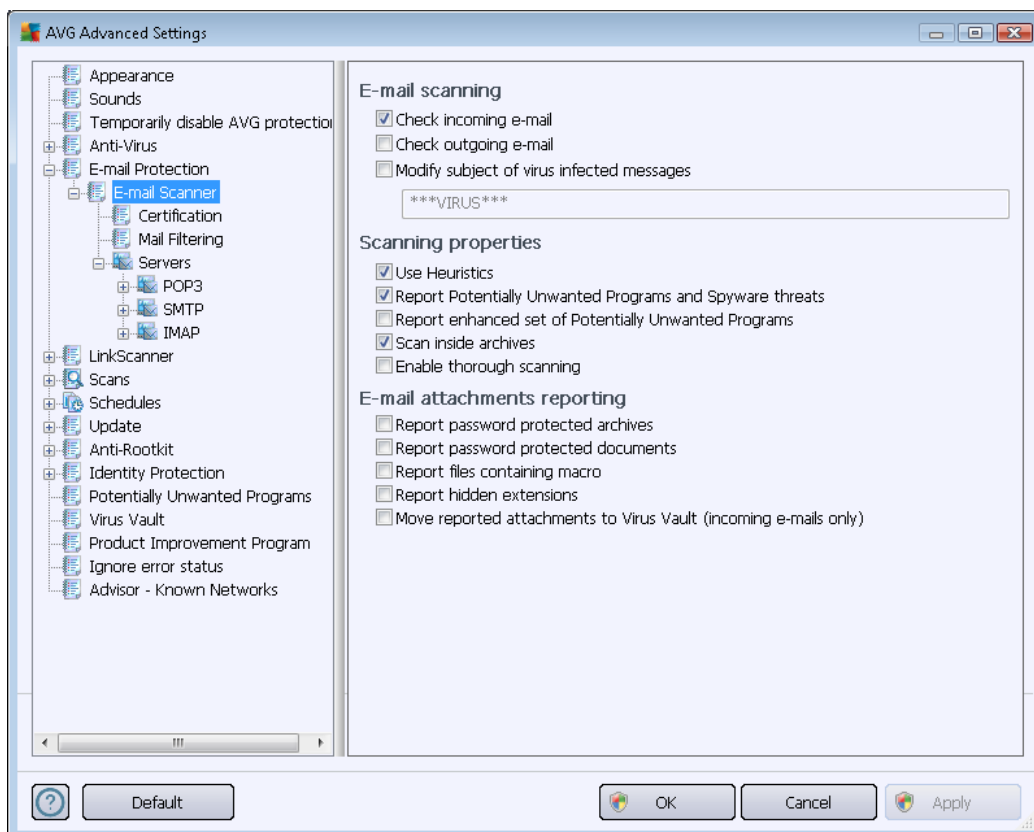 AVG Advanced Settings
Appearance
Sounds
Temporarily disable AVG protection
Anti-Virus
E-mail Protection
E-mail Scanner
Certification
Mail Filtering
Servers
POP3
SMTP
IMAP
LinkScanner
Scans
Schedules
Update
Anti-Rootkit
Identity Protection
Potentially Unwanted Programs
Virus Vault
Product Improvement Program
Ignore error status
Advisor - Known Networks
E-mail scanning
Check incoming e-mail
Check outgoing e-mail
Modify subject of virus infected messages
***VIRUS***
Scanning properties
Use Heuristics
Report Potentially Unwanted Programs and Spyware threats
Report enhanced set of Potentially Unwanted Programs
Scan inside archives
Enable thorough scanning
E-mail attachments reporting
Report password protected archives
Report password protected documents
Report files containing macro
Report hidden extensions
Move reported attachments to Virus Vault (incoming e-mails only)
?
Default
OK
Cancel
Apply